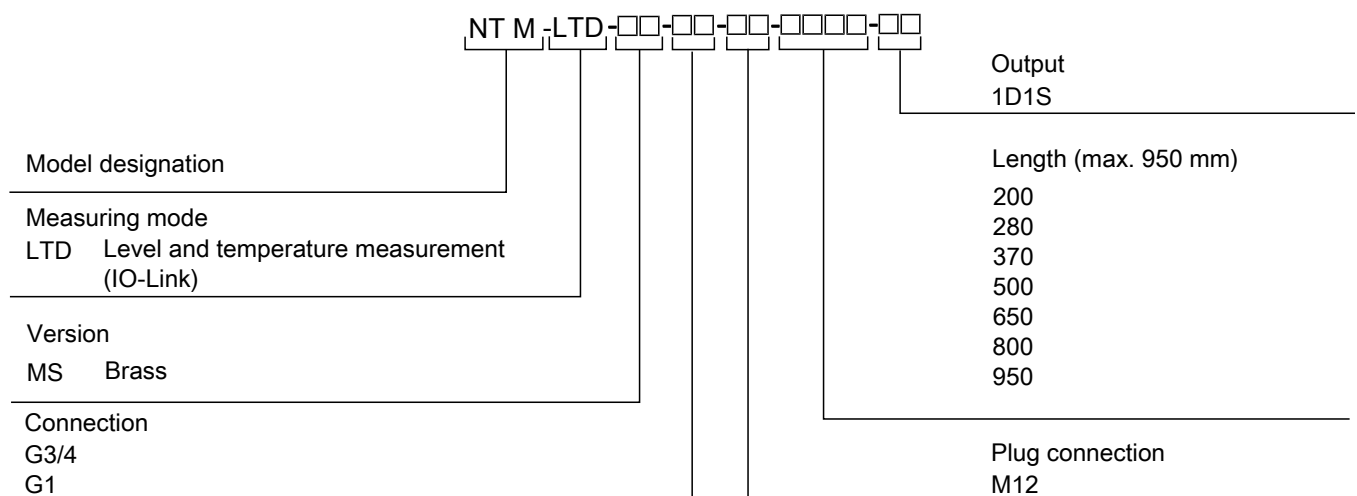 NT M -LTD-□□-□□-□□-□□□□-□□
Model designation
Measuring mode
LTD Level and temperature measurement
(IO-Link)
Version
MS Brass
Connection
G3/4
G1
Output
1D1S
Length (max. 950 mm)
200
280
370
500
650
800
950
Plug connection
M12